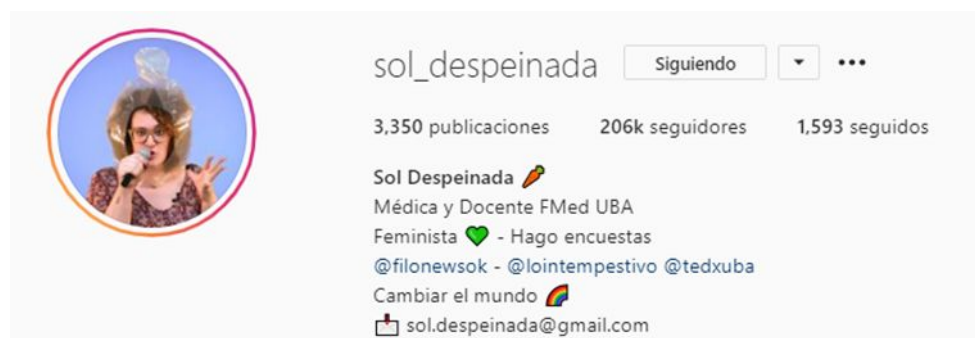 sol_despeinada Siguiendo
3,350 publicaciones 206k seguidores 1,593 seguidos
Sol Despeinada 🥕
Médica y Docente FMed UBA
Feminista 💚 - Hago encuestas
@filonewsok - @lointempestivo @tedxuba
Cambiar el mundo 🌈
📩 sol.despeinada@gmail.com